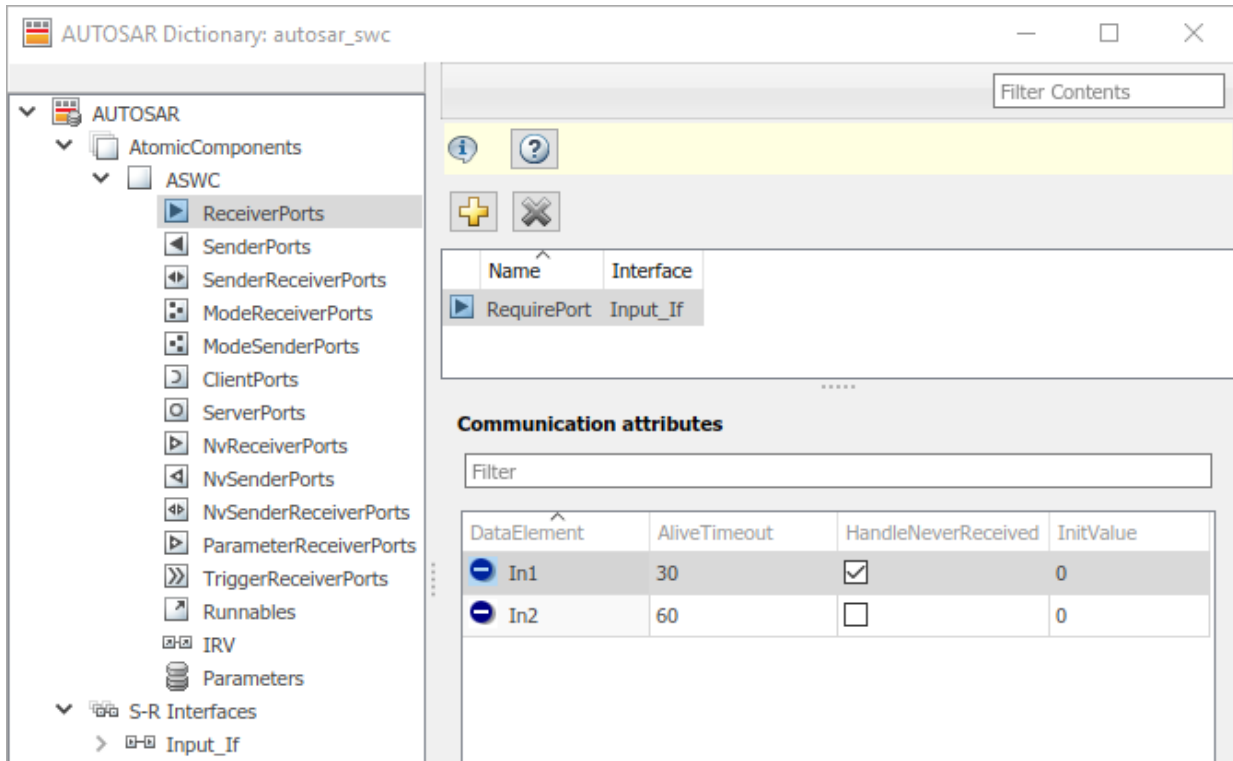 AUTOSAR Dictionary: autosar_swc
Filter Contents
AUTOSAR
AtomicComponents
ASWC
ReceiverPorts
SenderPorts
SenderReceiverPorts
ModeReceiverPorts
ModeSenderPorts
ClientPorts
ServerPorts
NvReceiverPorts
NvSenderPorts
NvSenderReceiverPorts
ParameterReceiverPorts
TriggerReceiverPorts
Runnables
IRV
Parameters
S-R Interfaces
Input_If
Name Interface
RequirePort Input_If
Communication attributes
Filter
DataElement AliveTimeout HandleNeverReceived InitValue
In1 30 0
In2 60 0